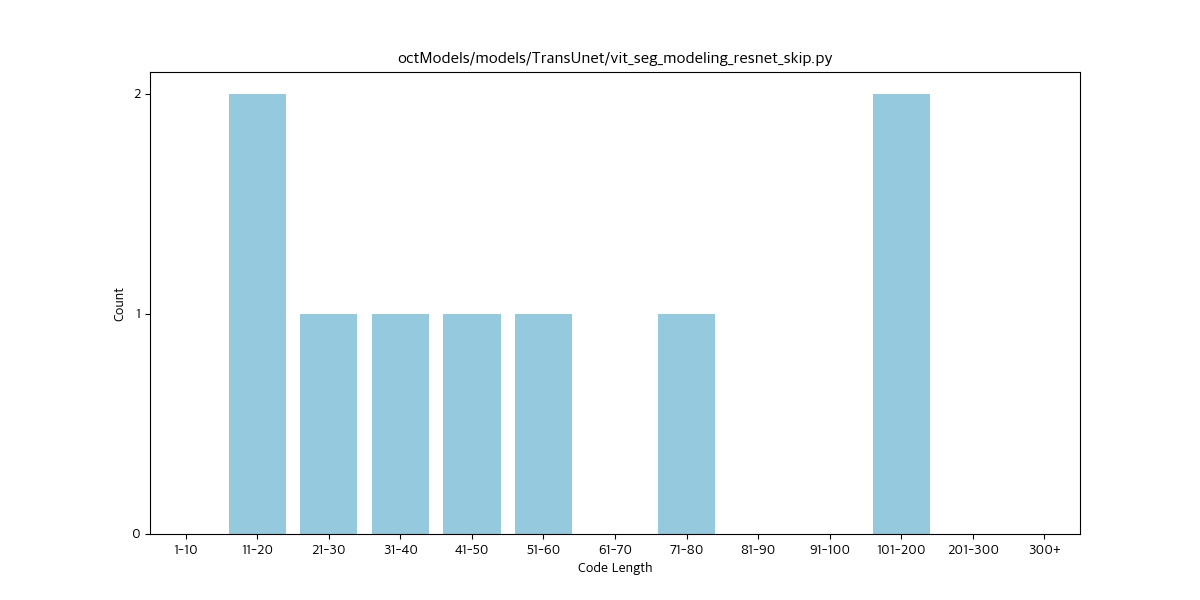 octModels/models/TransUnet/vit_seg_modeling_resnet_skip.py
2
1
0
Count
1-10 11-20 21-30 31-40 41-50 51-60 61-70 71-80 81-90 91-100 101-200 201-300 300+
Code Length